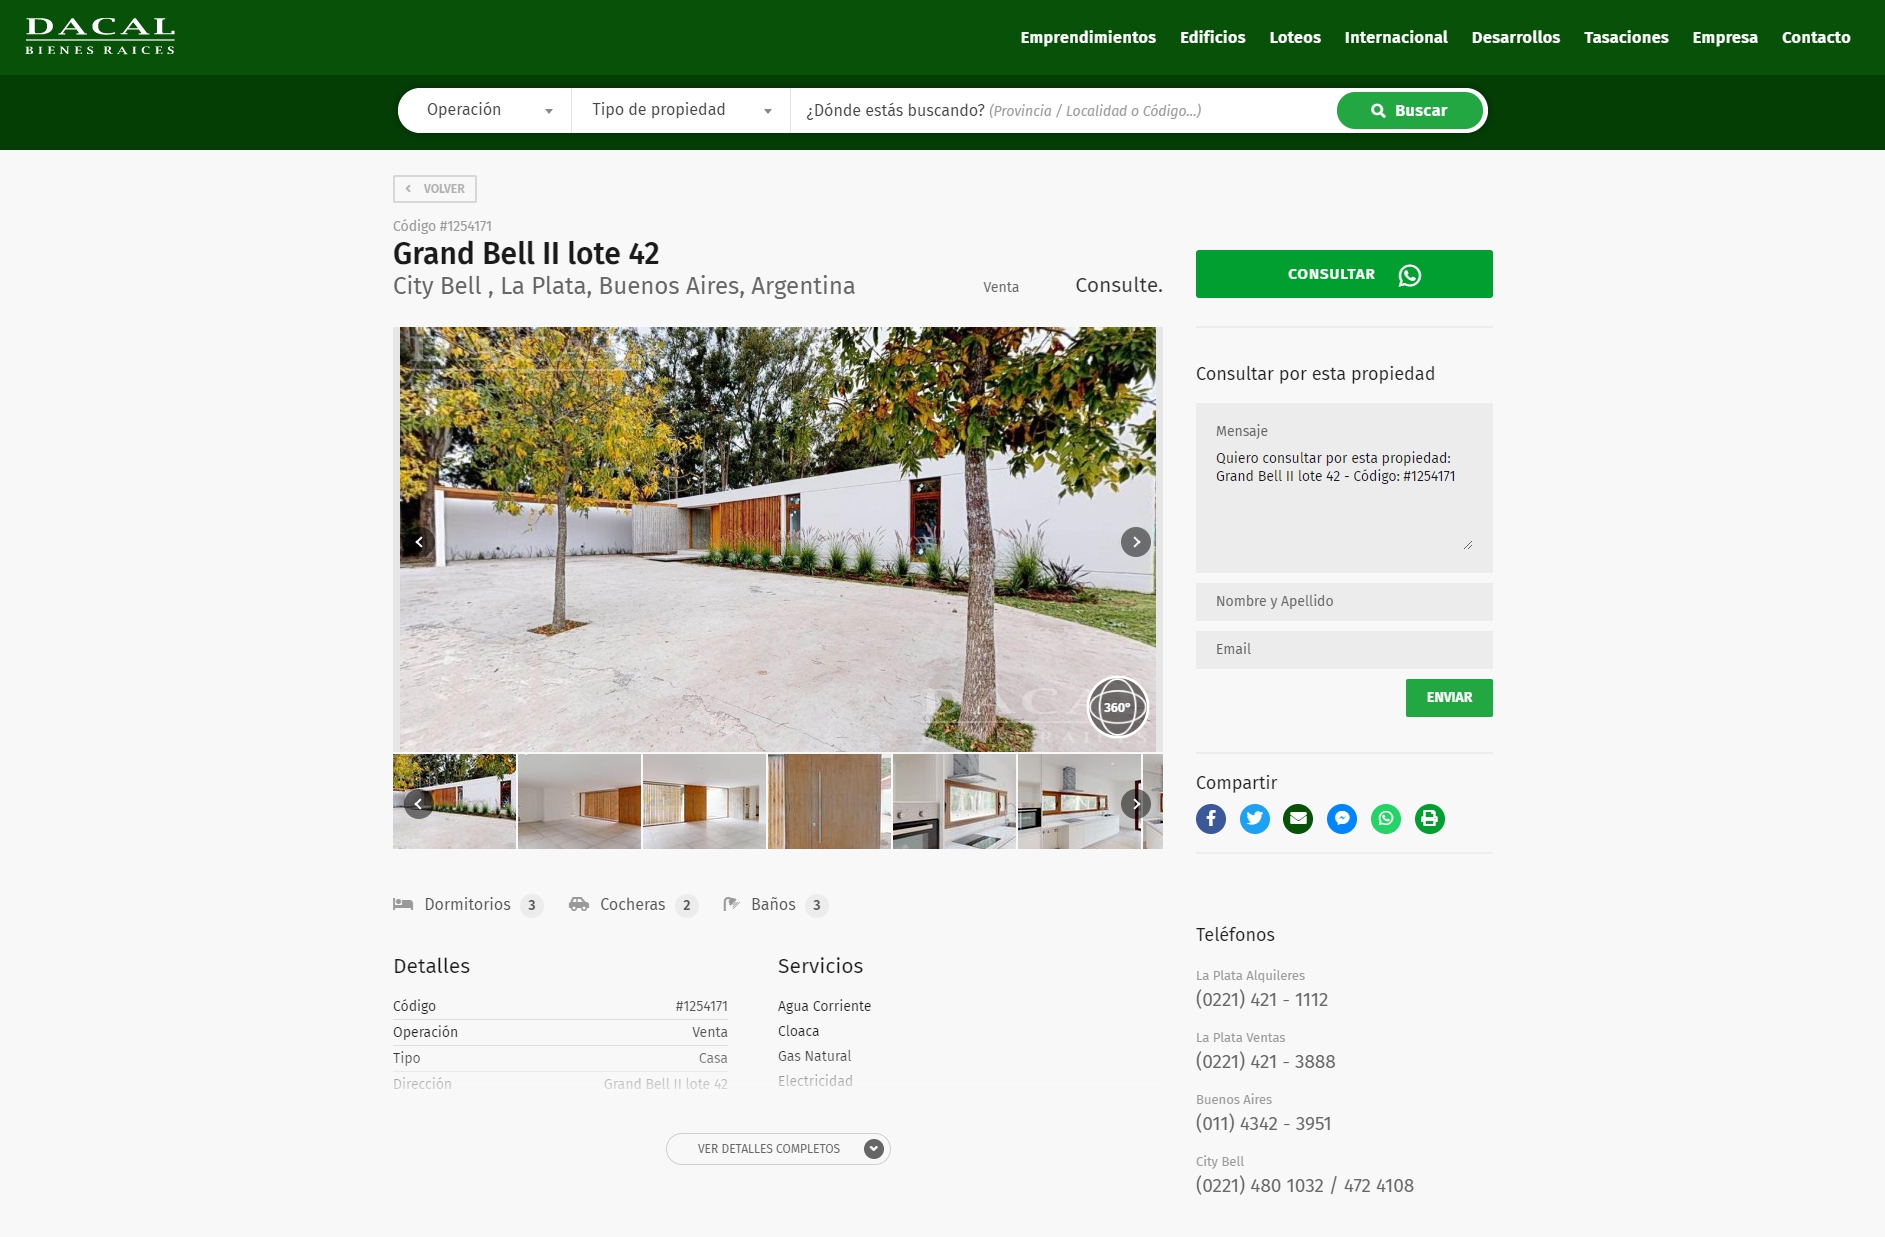 DACAL
BIENES RAICES
Emprendimientos Edificios Loteos Internacional Desarrollos Tasaciones Empresa Contacto
Operación Tipo de propiedad ¿Dónde estás buscando? (Provincia / Localidad o Código...) Buscar
VOLVER
Código #1254171
Grand Bell II lote 42
City Bell , La Plata, Buenos Aires, Argentina
Venta Consulte.
CONSULTAR
Consultar por esta propiedad
Mensaje
Quiero consultar por esta propiedad:
Grand Bell II lote 42 - Código: #1254171
Nombre y Apellido
Email
ENVIAR
DACAL
360°
Compartir
Dormitorios 3 Cocheras 2 Baños 3
Detalles
Código #1254171
Operación Venta
Tipo Casa
Dirección Grand Bell II lote 42
Servicios
Agua Corriente
Cloaca
Gas Natural
Electricidad
VER DETALLES COMPLETOS
Teléfonos
La Plata Alquileres
(0221) 421 - 1112
La Plata Ventas
(0221) 421 - 3888
Buenos Aires
(011) 4342 - 3951
City Bell
(0221) 480 1032 / 472 4108